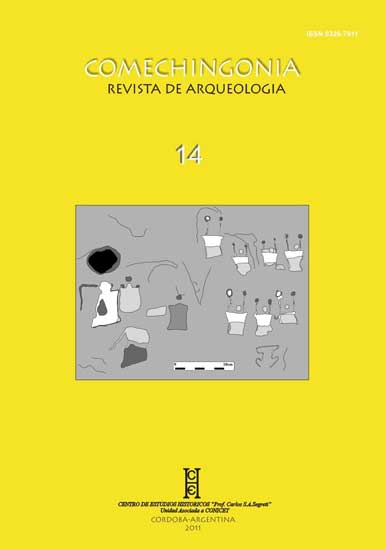 ISSN 0326-7911
COMECHINGONIA
REVISTA DE ARQUEOLOGIA
14
CENTRO DE ESTUDIOS HISTORICOS "Prof. Carlos S.A.Segreti"
Unidad Asociada a CONICET
CORDOBA-ARGENTINA
2011